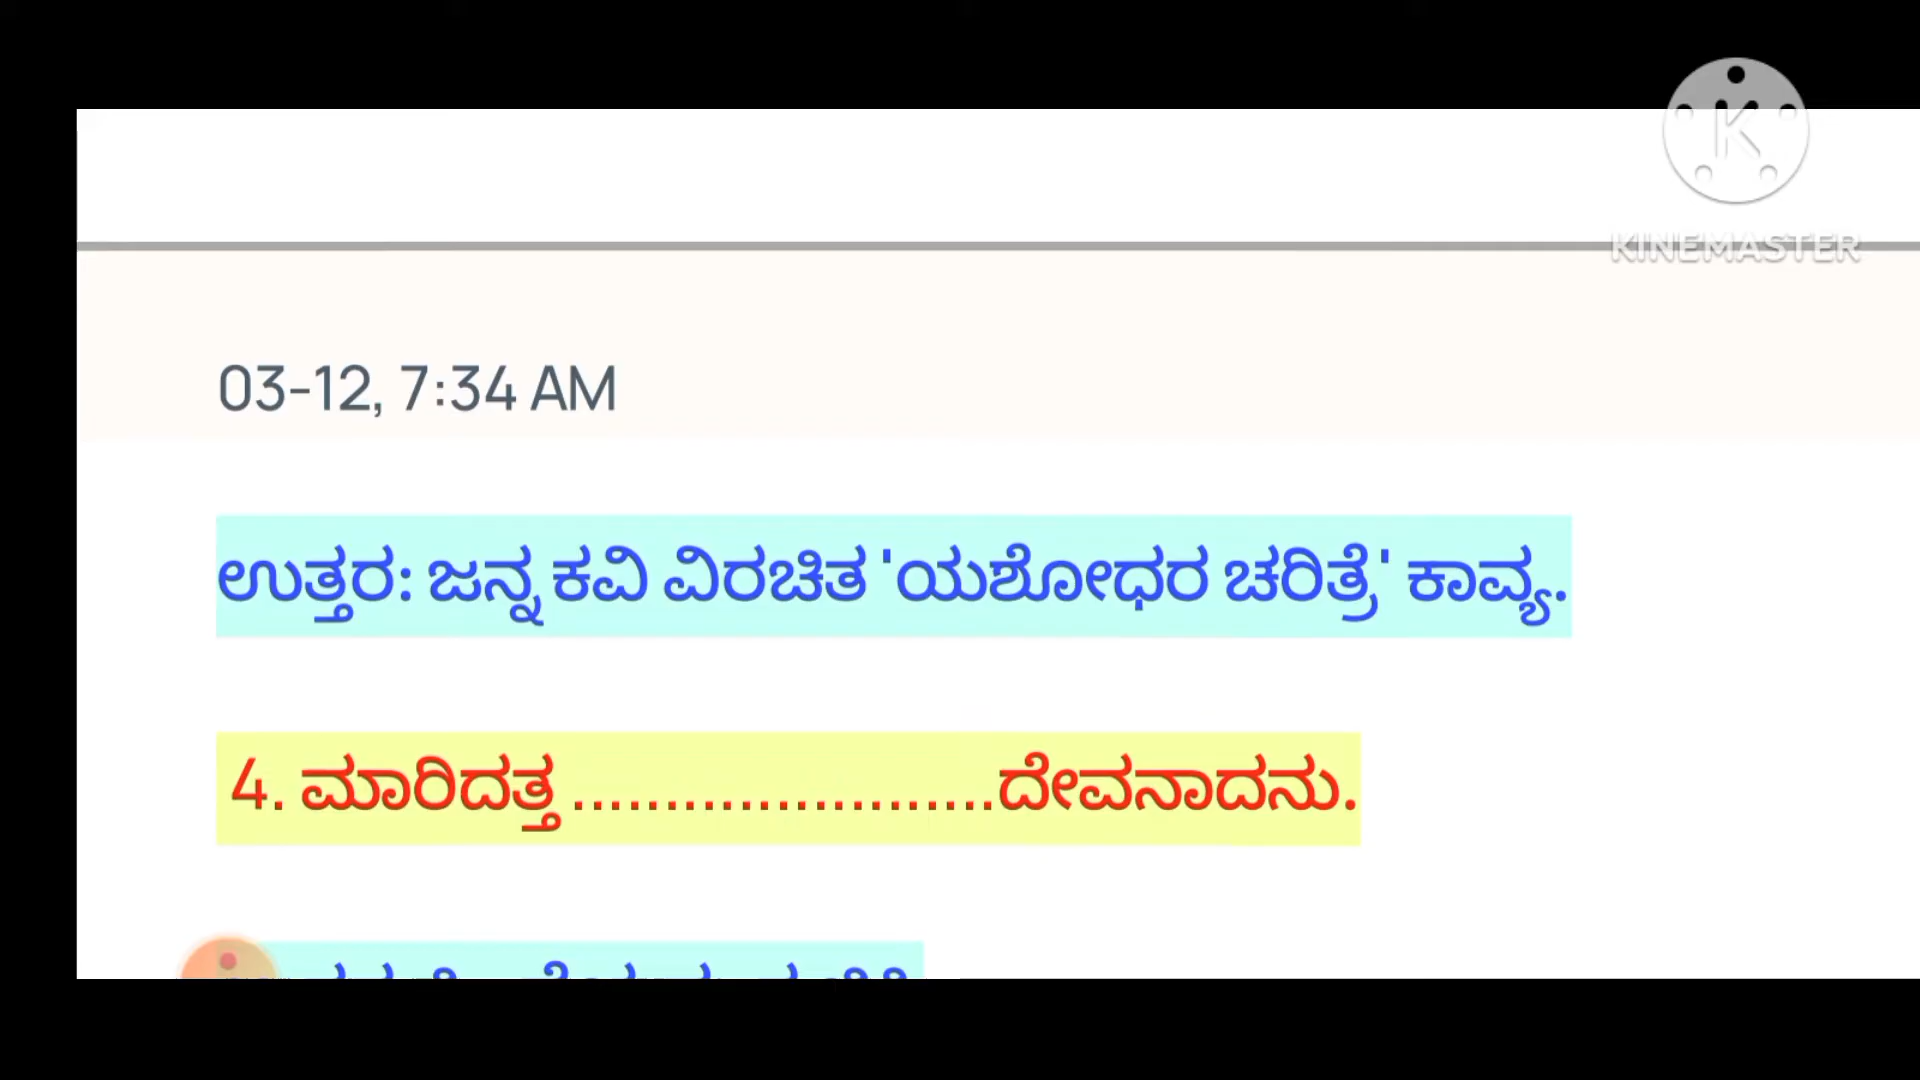 KINEMASTER
03-12, 7:34 AM
ಉತ್ತರ: ಜನ್ನ ಕವಿ ವಿರಚಿತ 'ಯಶೋಧರ ಚರಿತ್ರೆ' ಕಾವ್ಯ.
4. ಮಾರಿದತ್ತ .......................ದೇವನಾದನು.